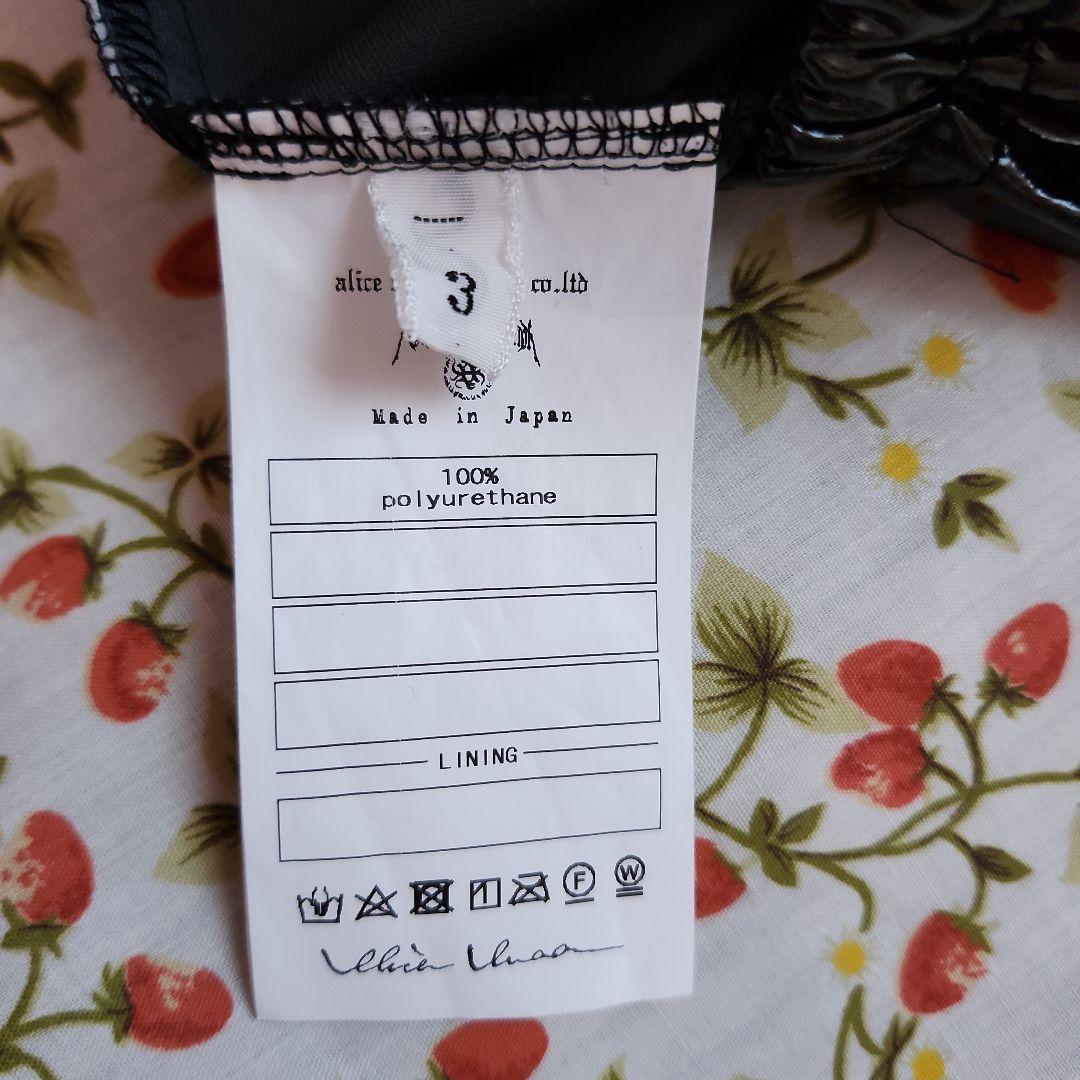 3
alice co.ltd
Made in Japan
100%
polyurethane
LINING
F W